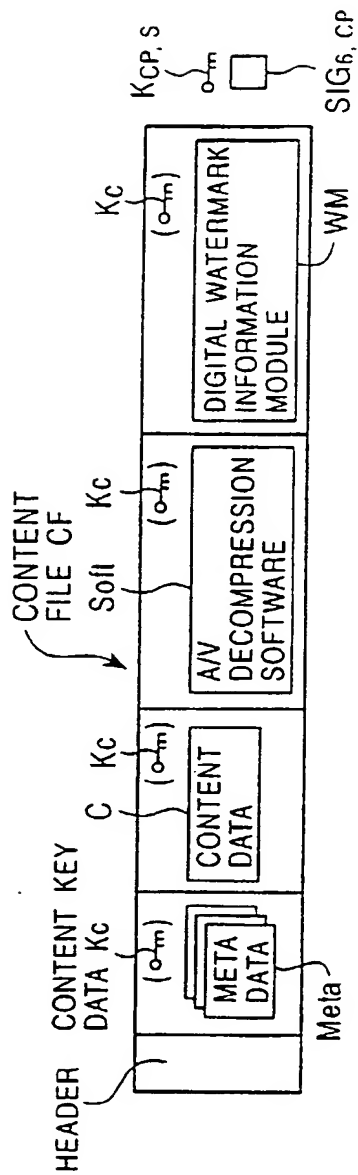 CONTENT
FILE CF
CONTENT KEY
DATA Kc
HEADER
C
Kc
Soft
Kc
Kc
KCP, S
META
DATA
CONTENT
DATA
A/V
DECOMPRESSION
SOFTWARE
DIGITAL WATERMARK
INFORMATION
MODULE
Meta
WM
SIG6, CP